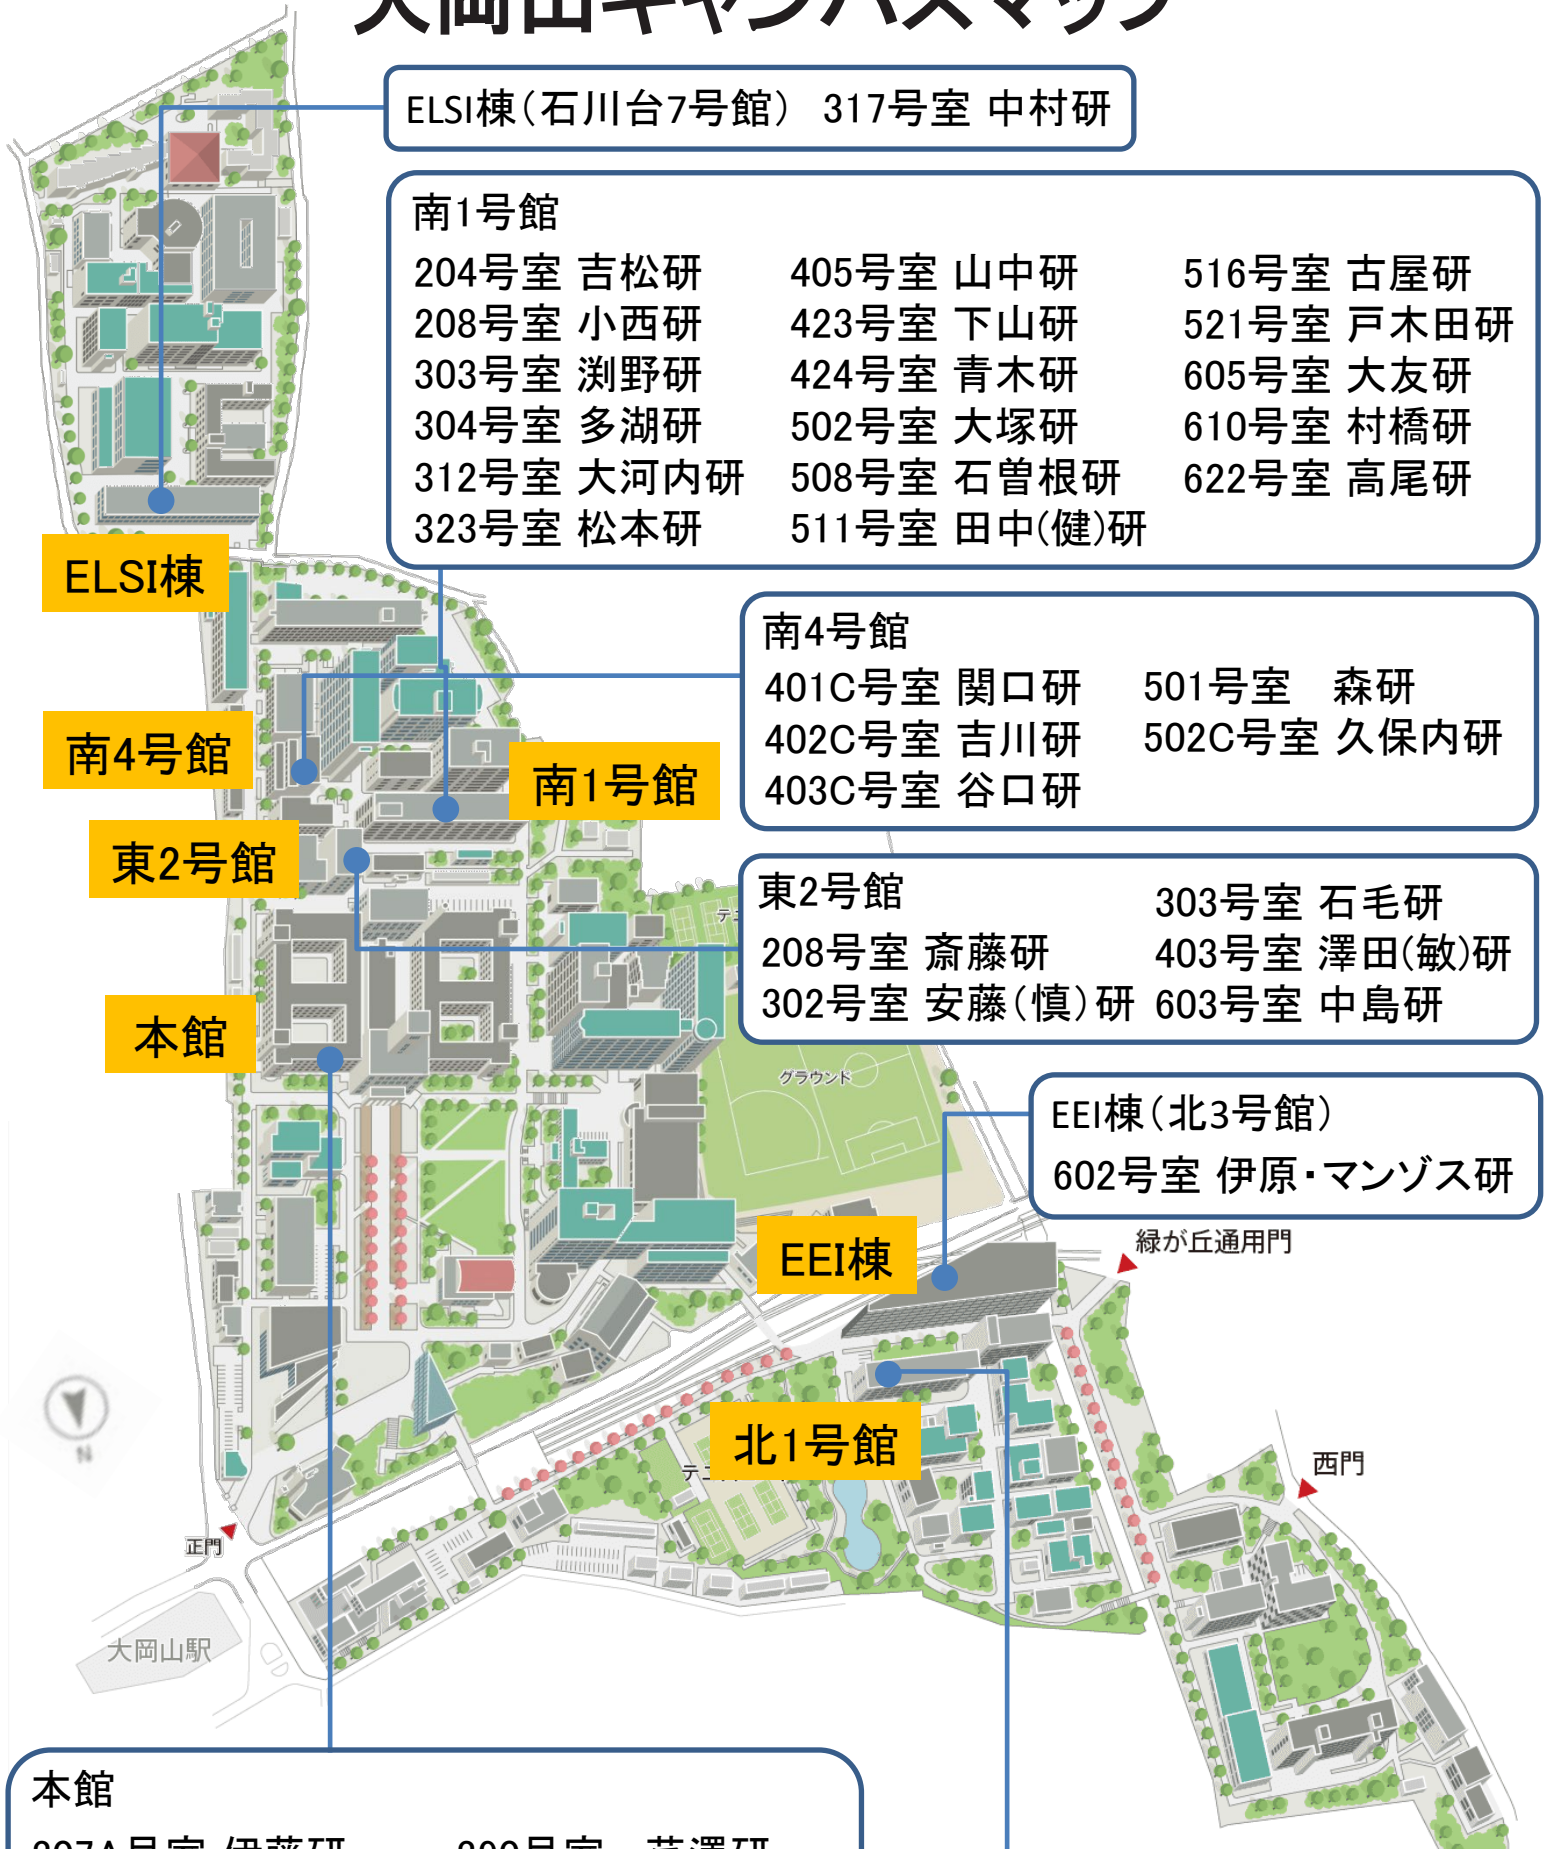 大岡山キャンパスマップ
ELSI棟（石川台7号館） 317号室 中村研
南1号館
204号室 吉松研
208号室 小西研
303号室 渕野研
304号室 多湖研
312号室 大河内研
323号室 松本研
405号室 山中研
423号室 下山研
424号室 青木研
502号室 大塚研
508号室 石曽根研
511号室 田中(健)研
516号室 古屋研
521号室 戸木田研
605号室 大友研
610号室 村橋研
622号室 高尾研
ELSI棟
南4号館
401C号室 関口研
402C号室 吉川研
403C号室 谷口研
501号室 森研
502C号室 久保内研
南4号館
南1号館
東2号館
東2号館
208号室 斎藤研
302号室 安藤（慎）研
303号室 石毛研
403号室 澤田(敏)研
603号室 中島研
本館
グラウンド
EEI棟（北3号館）
602号室 伊原・マンゾス研
EEI棟
緑が丘通用門
北1号館
西門
正門
N
大岡山駅
本館